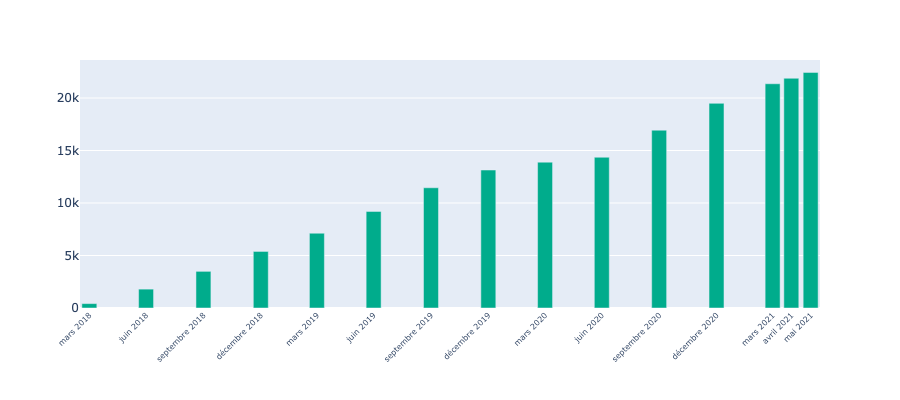 20k
15k
10k
5k
0
mars 2018
juin 2018
septembre 2018
décembre 2018
mars 2019
juin 2019
septembre 2019
décembre 2019
mars 2020
juin 2020
septembre 2020
décembre 2020
mars 2021
avril 2021
mai 2021